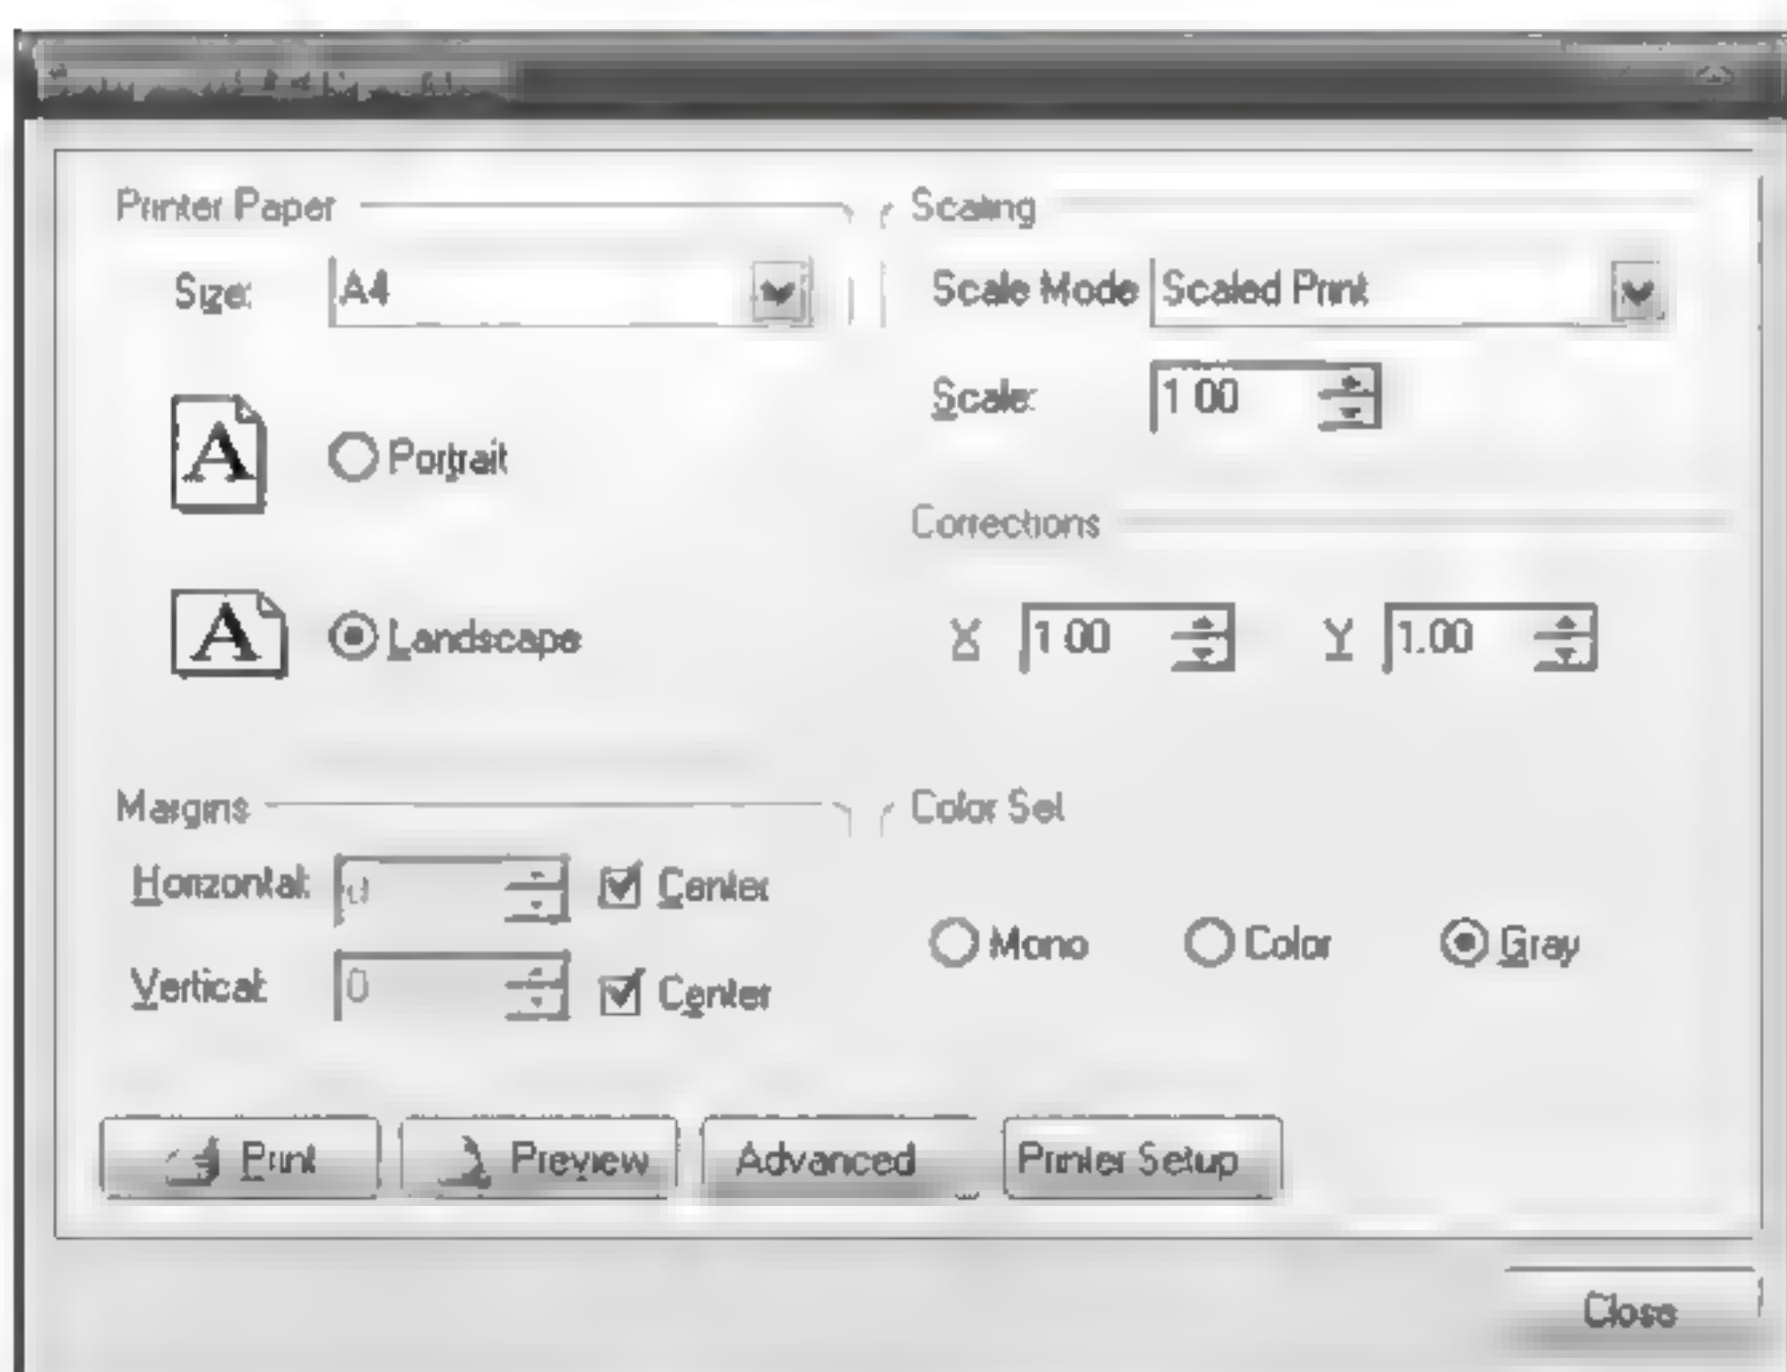 Printer Paper
Size:
A4
A
Portrait
A
Landscape
Scaling
Scale Mode
Scaled Print
Scale:
1.00
Corrections
X
1.00
Y
1.00
Margins
Horizontal:
0
Center
Vertical:
0
Center
Color Set
Mono
Color
Gray
Print
Preview
Advanced
Printer Setup
Close